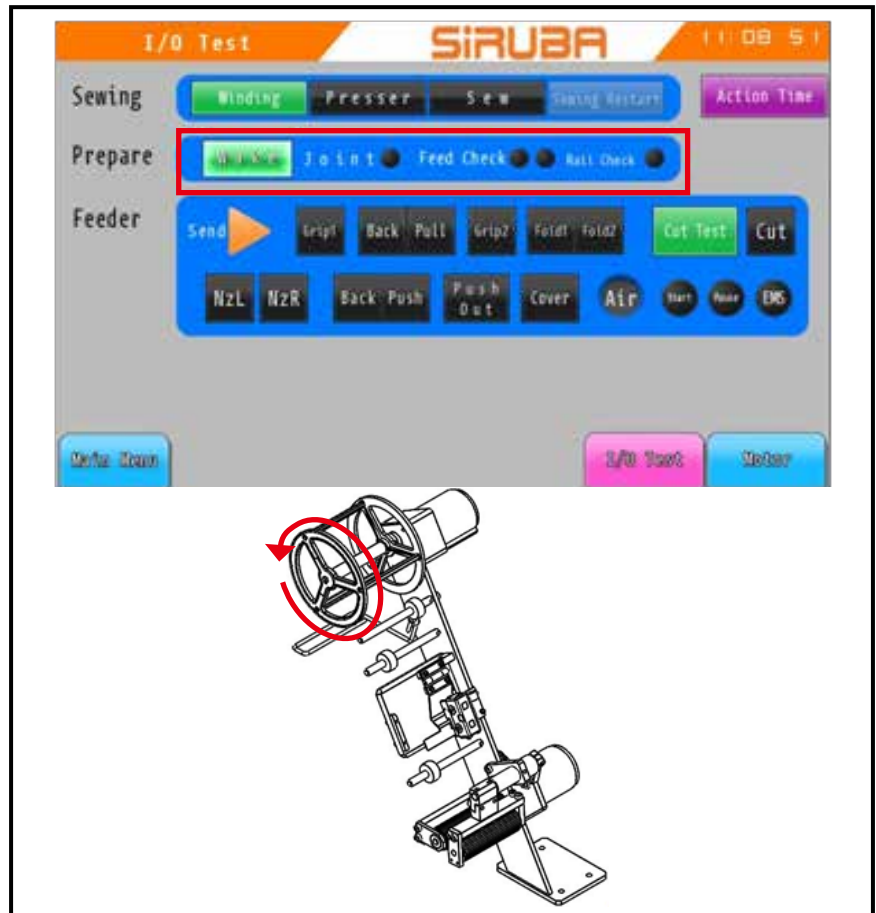 I/O Test SiRUBA 11:08 51
Sewing Winding Presser Sew Sewing Restart Action Time
Prepare Joint Feed Check Rail Check
Feeder Send Grip1 Back Pull Grip2 Fold1 Fold2 Cut Test Cut
NzL NzR Back Push Push Out Cover Air Start Pause EMS
Main Menu I/O Test Motor